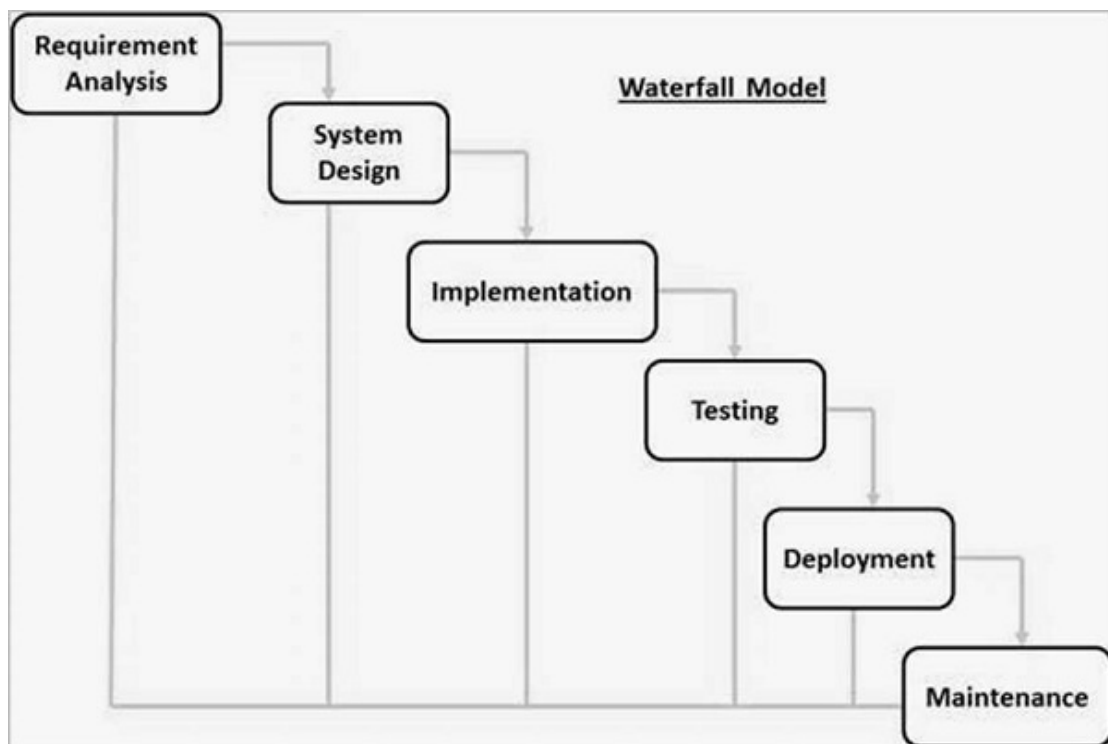 Requirement
Analysis
Waterfall Model
System
Design
Implementation
Testing
Deployment
Maintenance